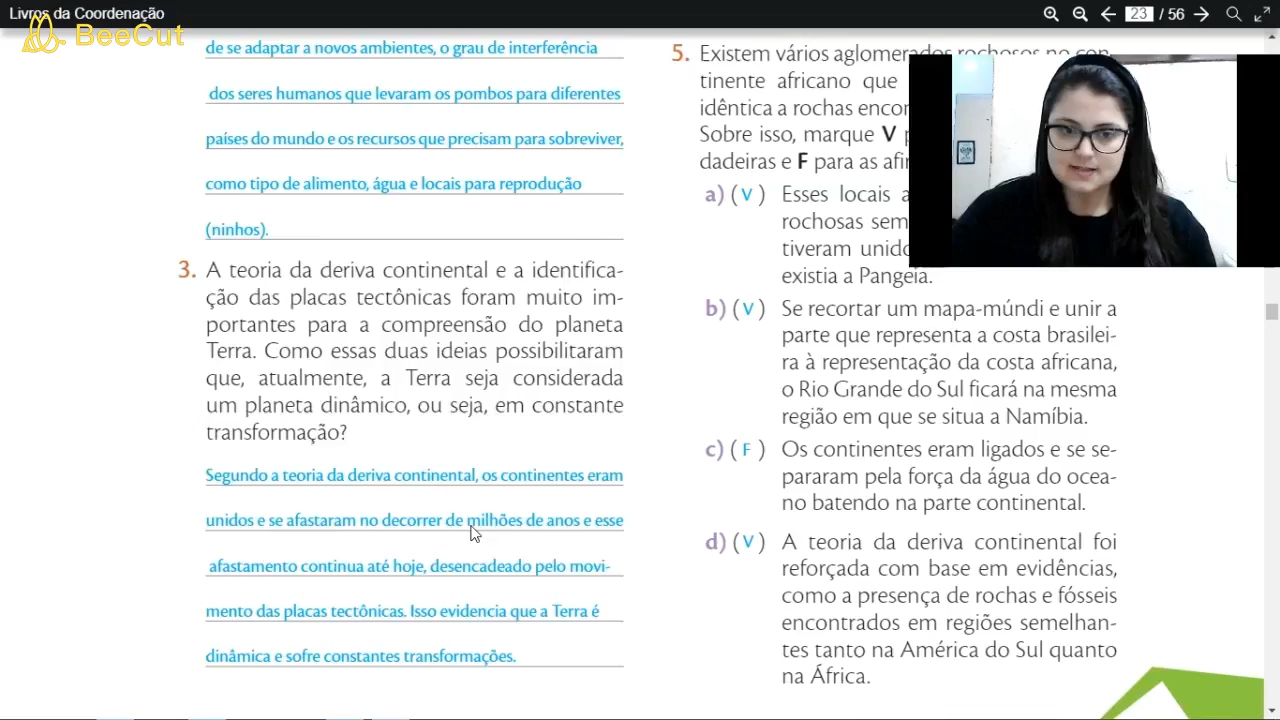 Livros da Coordenação
23 / 56
BeeCut
de se adaptar a novos ambientes, o grau de interferência
dos seres humanos que levaram os pombos para diferentes
países do mundo e os recursos que precisam para sobreviver,
como tipo de alimento, água e locais para reprodução
(ninhos).
3. A teoria da deriva continental e a identifica-
ção das placas tectônicas foram muito im-
portantes para a compreensão do planeta
Terra. Como essas duas ideias possibilitaram
que, atualmente, a Terra seja considerada
um planeta dinâmico, ou seja, em constante
transformação?
Segundo a teoria da deriva continental, os continentes eram
unidos e se afastaram no decorrer de milhões de anos e esse
afastamento continua até hoje, desencadeado pelo movi-
mento das placas tectônicas. Isso evidencia que a Terra é
dinâmica e sofre constantes transformações.
5. Existem vários aglomerados rochosos no con-
tinente africano que
idêntica a rochas
Sobre isso, marque V
dadeiras e F para as
a) ( V ) Esses locais
rochosas
tiveram
existia a Pangeia.
b) ( V ) Se recortar um mapa-múndi e unir a
parte que representa a costa brasilei-
ra à representação da costa africana,
o Rio Grande do Sul ficará na mesma
região em que se situa a Namíbia.
c) ( F ) Os continentes eram ligados e se se-
pararam pela força da água do ocea-
no batendo na parte continental.
d) ( V ) A teoria da deriva continental foi
reforçada com base em evidências,
como a presença de rochas e fósseis
encontrados em regiões semelhan-
tes tanto na América do Sul quanto
na África.